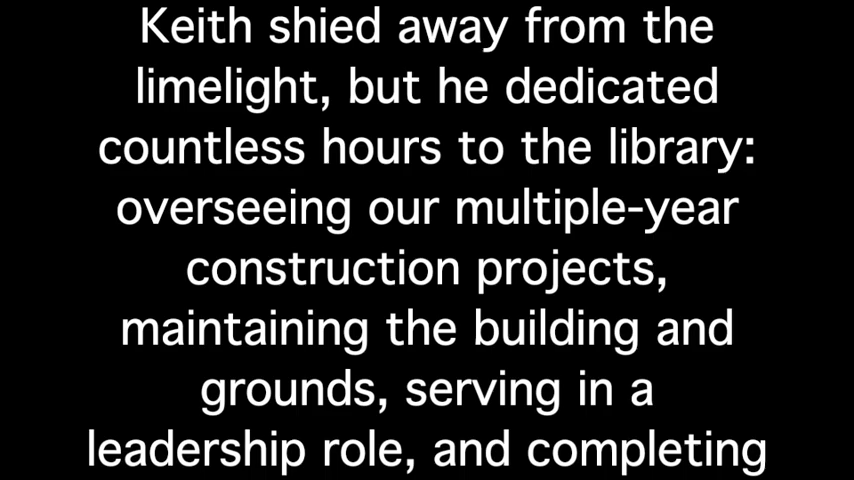 Keith shied away from the
limelight, but he dedicated
countless hours to the library:
overseeing our multiple-year
construction projects,
maintaining the building and
grounds, serving in a
leadership role, and completing